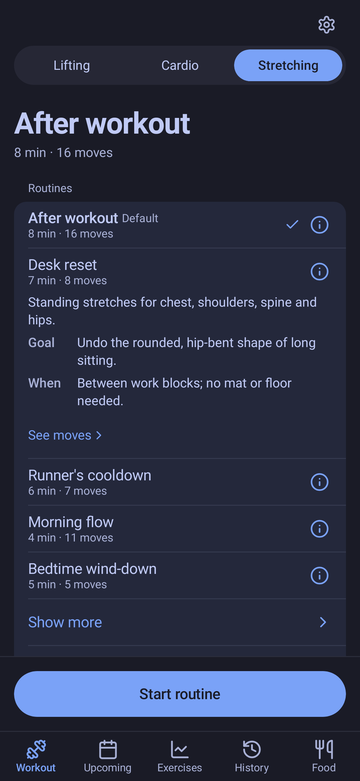 Lifting Cardio Stretching
After workout
8 min · 16 moves
Routines
After workout Default
8 min · 16 moves
Desk reset
7 min · 8 moves
Standing stretches for chest, shoulders, spine and
hips.
Goal Undo the rounded, hip-bent shape of long
sitting.
When Between work blocks; no mat or floor
needed.
See moves
Runner's cooldown
6 min · 7 moves
Morning flow
4 min · 11 moves
Bedtime wind-down
5 min · 5 moves
Show more
Start routine
Workout Upcoming Exercises History Food